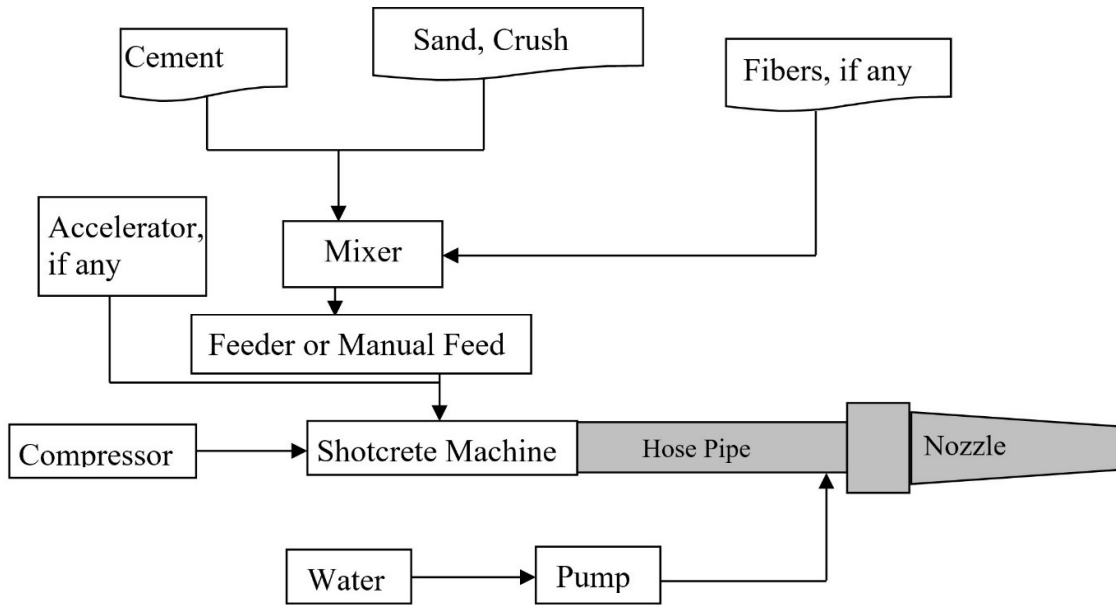 Cement
Sand, Crush
Fibers, if any
Accelerator,
if any
Mixer
Feeder or Manual Feed
Compressor
Shotcrete Machine
Hose Pipe
Nozzle
Water
Pump